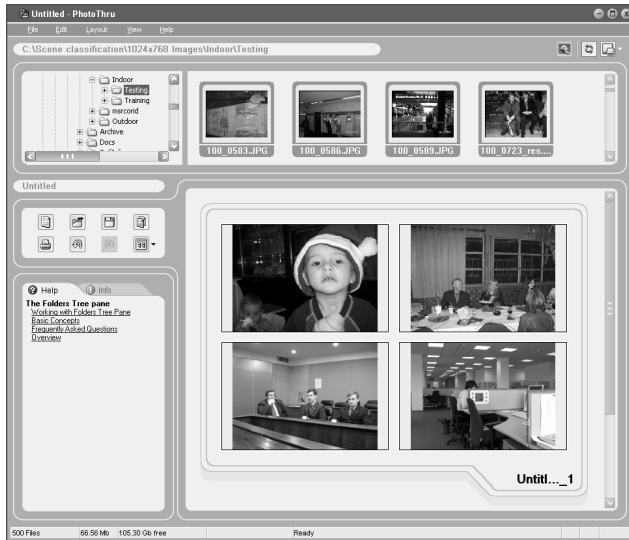 Untitled - PhotoThru
File Edit Layout View Help
C:\Scene classification\1024x768 Images\Indoor\Testing
Indoor
Testing
Training
msrcorid
Outdoor
Archive
Docs
100_0583.JPG 100_0586.JPG 100_0589.JPG 100_0723_res....
Untitled
Help Info
The Folders Tree pane
Working with Folders Tree Pane
Basic Concepts
Frequently Asked Questions
Overview
Untitl..._1
500 Files 66.56 Mb 105.30 Gb free Ready